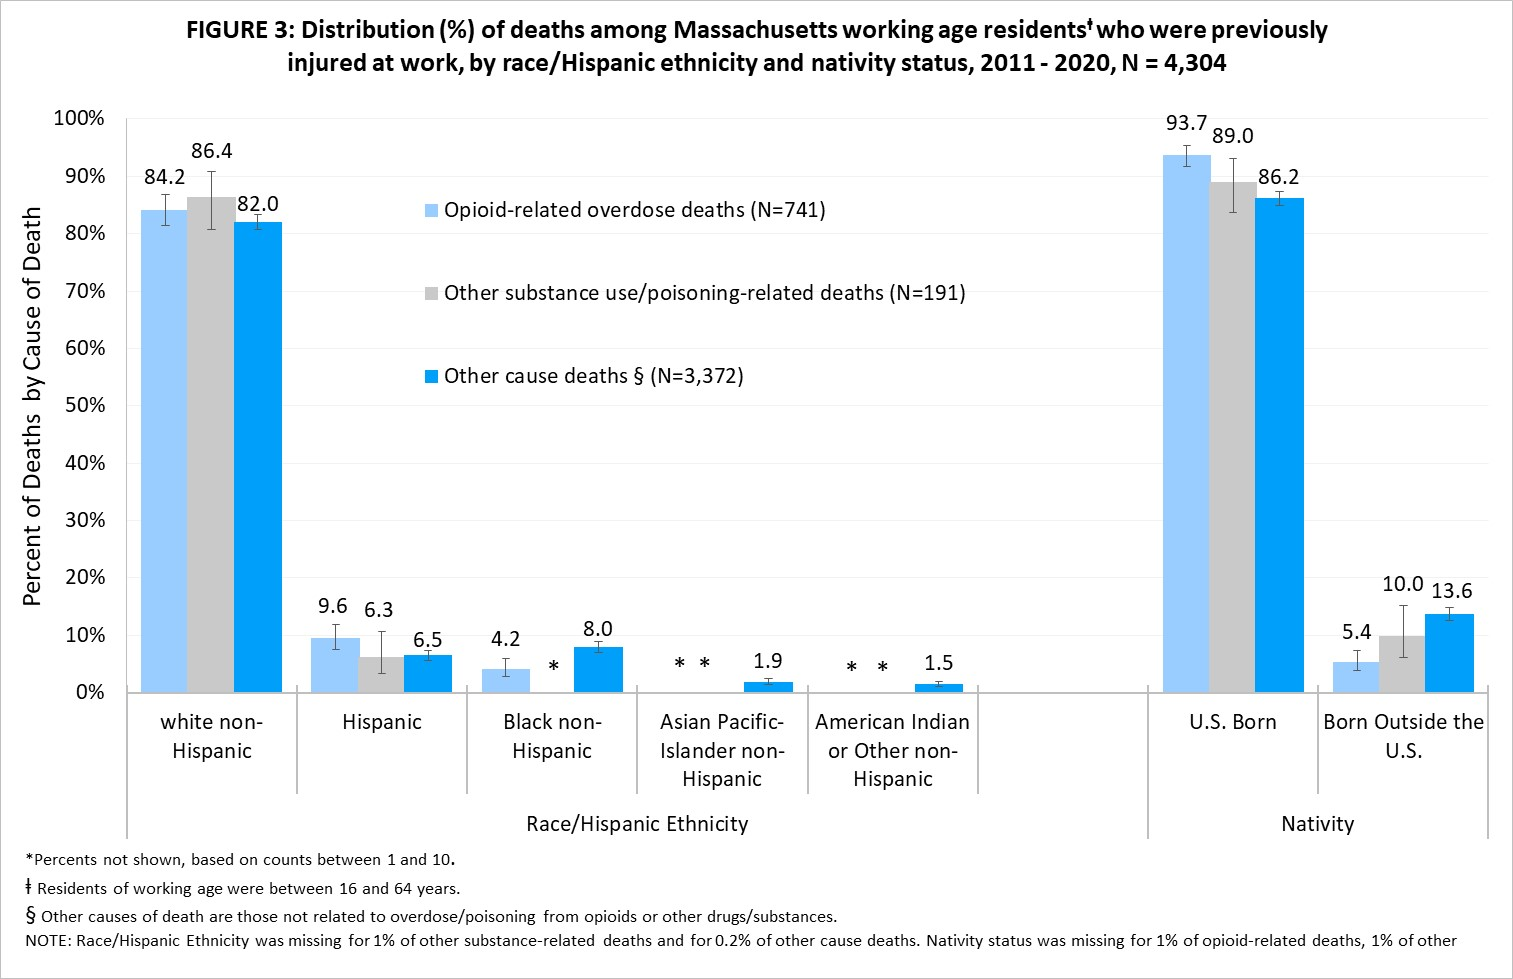 FIGURE 3: Distribution (%) of deaths among Massachusetts working age residentsǂ who were previously
injured at work, by race/Hispanic ethnicity and nativity status, 2011 - 2020, N = 4,304
Percent of Deaths by Cause of Death
100%
90%
80%
70%
60%
50%
40%
30%
20%
10%
0%
Opioid-related overdose deaths (N=741)
Other substance use/poisoning-related deaths (N=191)
Other cause deaths § (N=3,372)
84.2
86.4
82.0
9.6
6.3
6.5
4.2
*
8.0
*
*
1.9
*
*
1.5
93.7
89.0
86.2
5.4
10.0
13.6
white non-
Hispanic
Hispanic
Black non-
Hispanic
Asian Pacific-
Islander non-
Hispanic
American Indian
or Other non-
Hispanic
U.S. Born
Born Outside the
U.S.
Race/Hispanic Ethnicity
Nativity
*Percents not shown, based on counts between 1 and 10.
ǂ Residents of working age were between 16 and 64 years.
§ Other causes of death are those not related to overdose/poisoning from opioids or other drugs/substances.
NOTE: Race/Hispanic Ethnicity was missing for 1% of other substance-related deaths and for 0.2% of other cause deaths. Nativity status was missing for 1% of opioid-related deaths, 1% of other